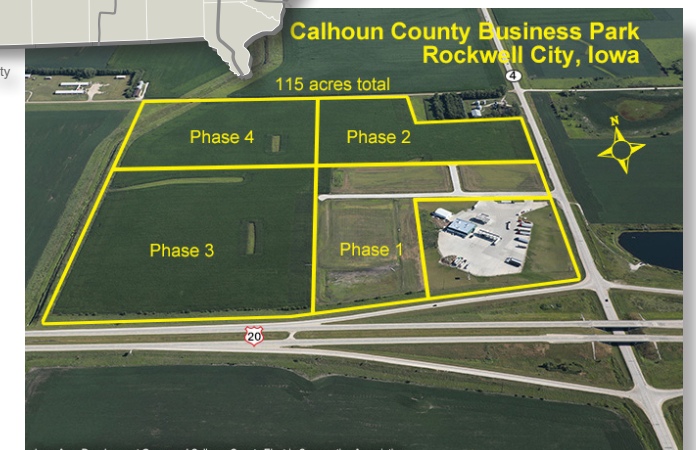 Calhoun County Business Park
Rockwell City, Iowa
4
ty
115 acres total
N
Phase 4
Phase 2
Phase 3
Phase 1
20